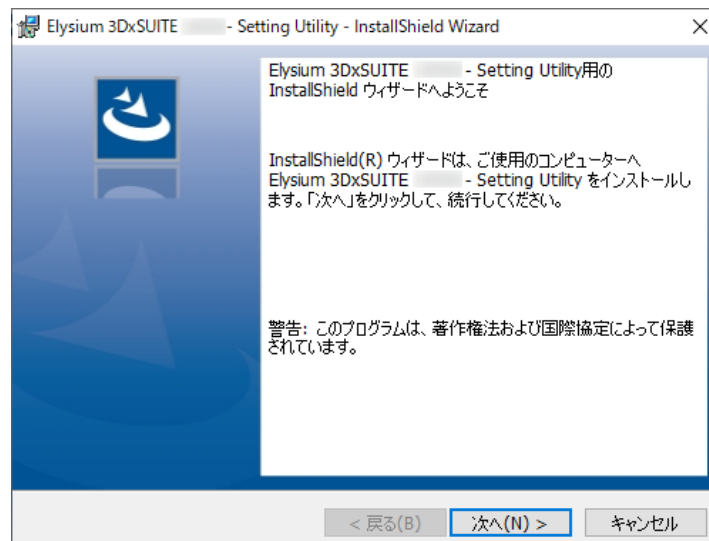 Elysium 3DxSUITE - Setting Utility - InstallShield Wizard
Elysium 3DxSUITE - Setting Utility用の
InstallShield ウィザードへようこそ
InstallShield(R) ウィザードは、ご使用のコンピューターへ
Elysium 3DxSUITE - Setting Utility をインストールし
ます。「次へ」をクリックして、続行してください。
警告: このプログラムは、著作権法および国際協定によって保護
されています。
< 戻る(B)
次へ(N) >
キャンセル